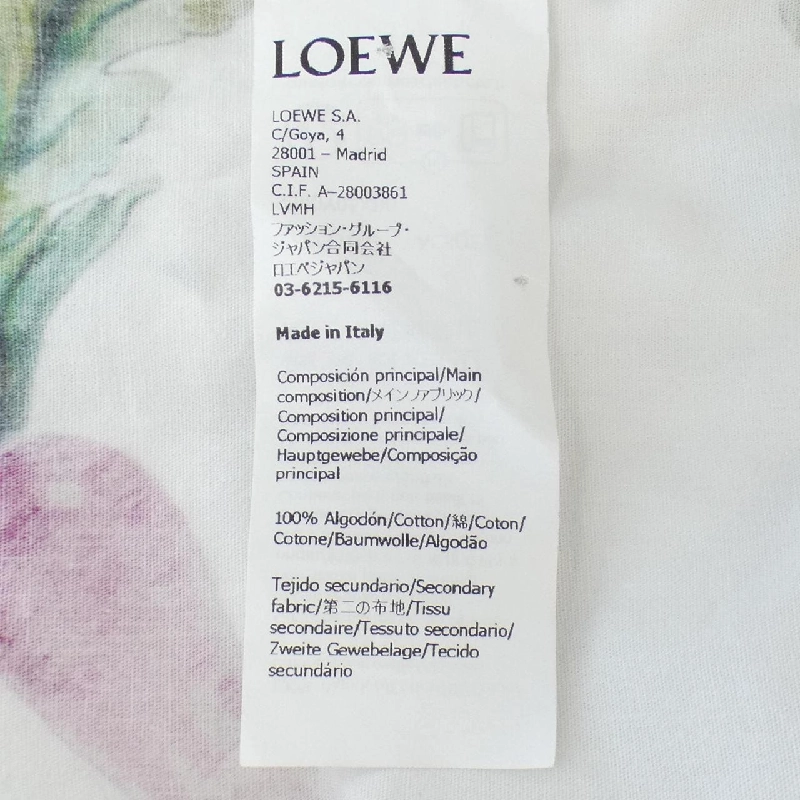 LOEWE
LOEWE S.A.
C/Goya, 4
28001 – Madrid
SPAIN
C.I.F. A–28003861
LVMH
ファッション・グループ・
ジャパン合同会社
ロエベジャパン
03-6215-6116
Made in Italy
Composición principal/Main
composition/メインファブリック/
Composition principal/
Composizione principale/
Hauptgewebe/Composição
principal
100% Algodón/Cotton/綿/Coton/
Cotone/Baumwolle/Algodão
Tejido secundario/Secondary
fabric/第二の布地/Tissu
secondaire/Tessuto secondario/
Zweite Gewebelage/Tecido
secundário